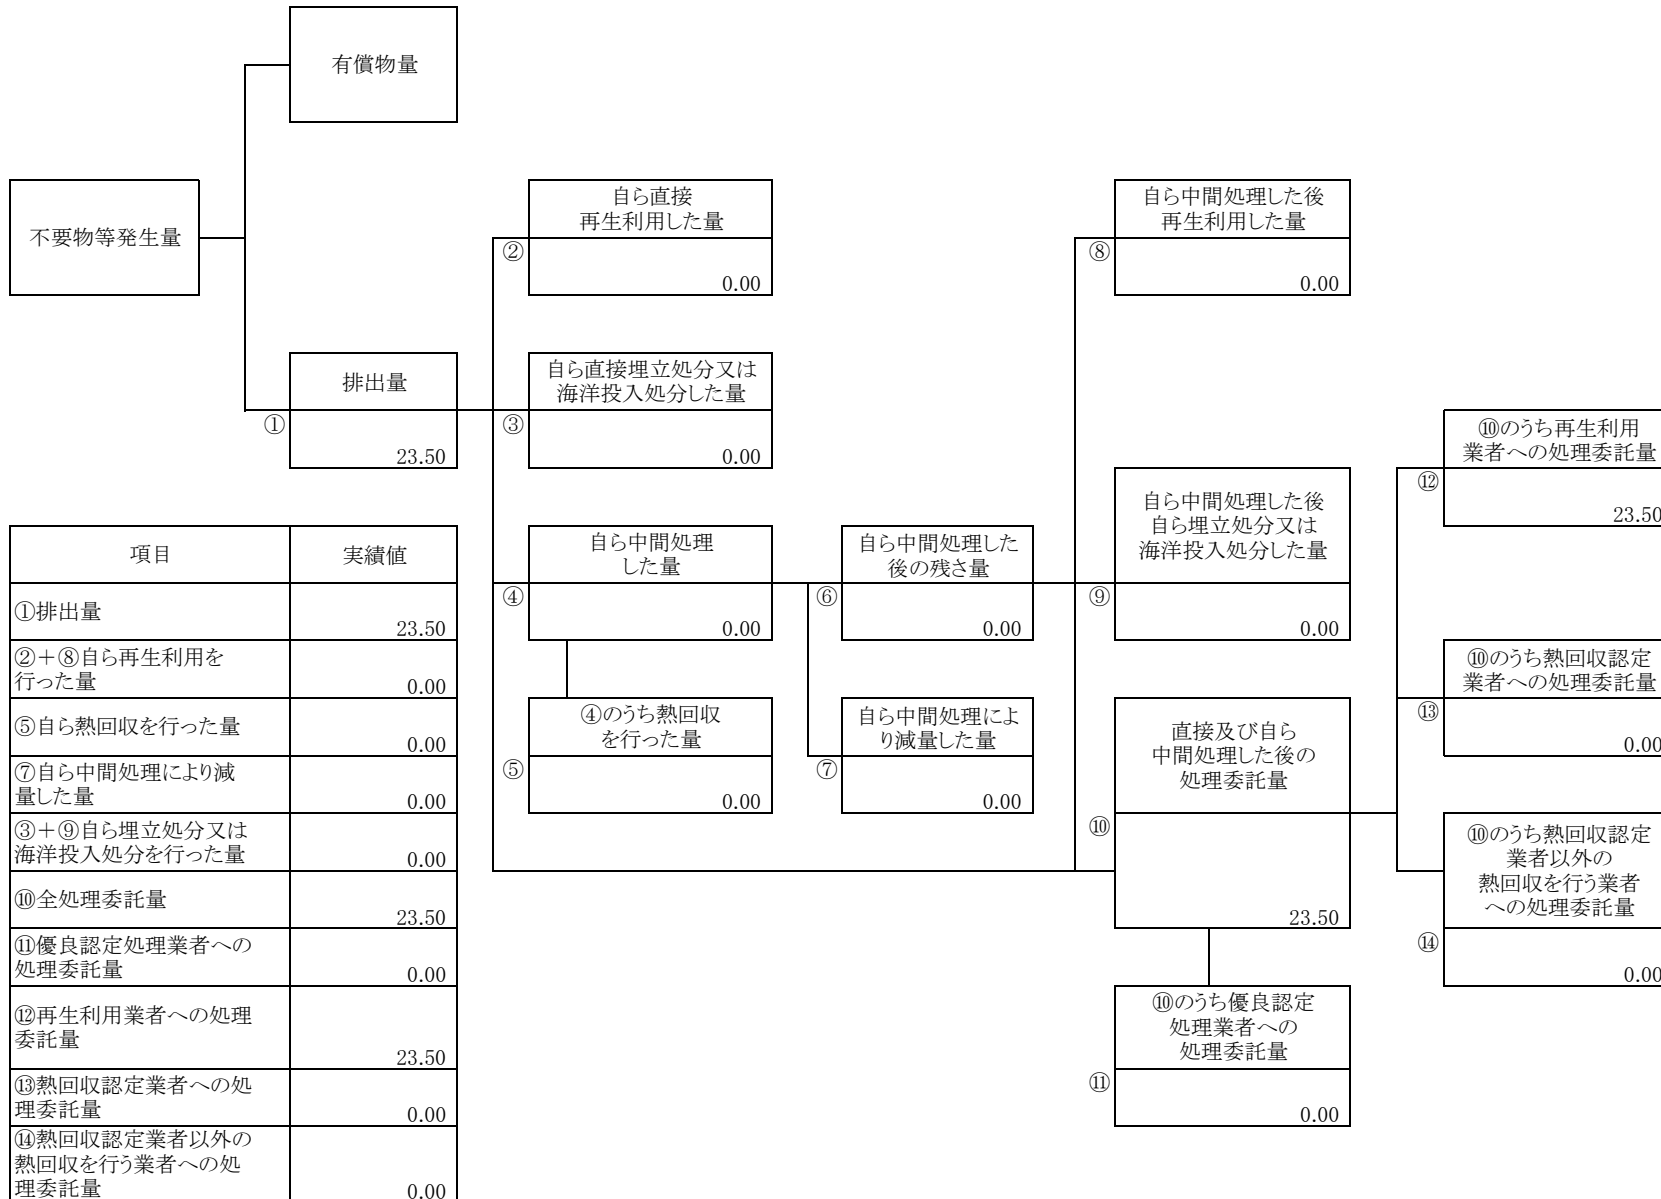 有償物量
不要物等発生量
自ら直接
再生利用した量
②
0.00
自ら中間処理した後
再生利用した量
⑧
0.00
排出量
①
23.50
自ら直接埋立処分又は
海洋投入処分した量
③
0.00
⑩のうち再生利用
業者への処理委託量
⑫
23.50
自ら中間処理
した量
④
0.00
自ら中間処理した
後の残さ量
⑥
0.00
自ら中間処理した後
自ら埋立処分又は
海洋投入処分した量
⑨
0.00
⑩のうち熱回収認定
業者への処理委託量
⑬
0.00
④のうち熱回収
を行った量
⑤
0.00
自ら中間処理によ
り減量した量
⑦
0.00
直接及び自ら
中間処理した後の
処理委託量
⑩
23.50
⑩のうち熱回収認定
業者以外の
熱回収を行う業者
への処理委託量
⑭
0.00
⑩のうち優良認定
処理業者への
処理委託量
⑪
0.00
項目 実績値
①排出量 23.50
②+⑧自ら再生利用を
行った量 0.00
⑤自ら熱回収を行った量 0.00
⑦自ら中間処理により減
量した量 0.00
③+⑨自ら埋立処分又は
海洋投入処分を行った量 0.00
⑩全処理委託量 23.50
⑪優良認定処理業者への
処理委託量 0.00
⑫再生利用業者への処理
委託量 23.50
⑬熱回収認定業者への処
理委託量 0.00
⑭熱回収認定業者以外の
熱回収を行う業者への処
理委託量 0.00